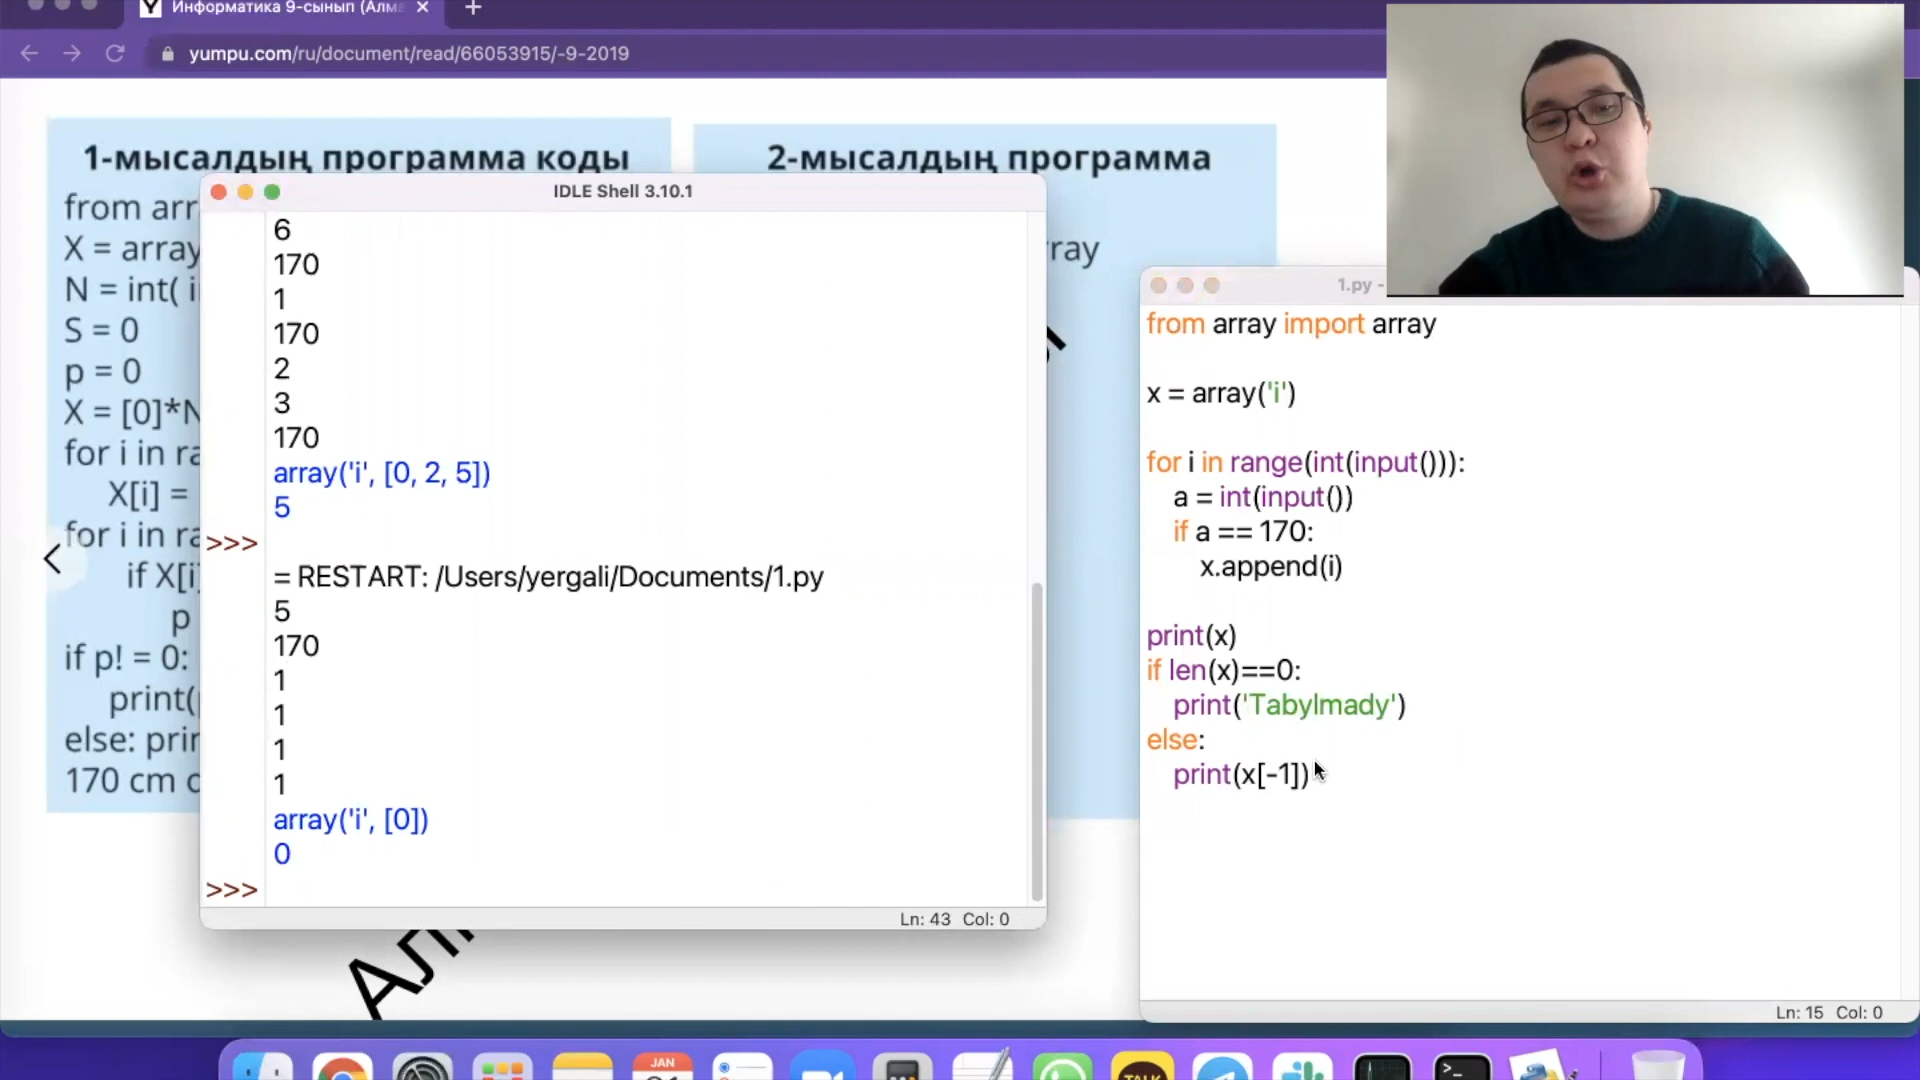 Информатика 9-сынып (Алма
yumpu.com/ru/document/read/66053915/-9-2019
1-мысалдың программа коды
from arr
X = array
N = int( i
S = 0
p = 0
X = [0]*N
for i in ra
X[i] =
for i in ra
if X[i]
p
if p! = 0:
print(
else: prin
170 cm
2-мысалдың программа
rray
IDLE Shell 3.10.1
6
170
1
170
2
3
170
array('i', [0, 2, 5])
5
>>>
= RESTART: /Users/yergali/Documents/1.py
5
170
1
1
1
1
array('i', [0])
0
>>>
Ln: 43 Col: 0
1.py -
from array import array
x = array('i')
for i in range(int(input())):
a = int(input())
if a == 170:
x.append(i)
print(x)
if len(x)==0:
print('Tabylmady')
else:
print(x[-1])
Ln: 15 Col: 0
JAN
TALK